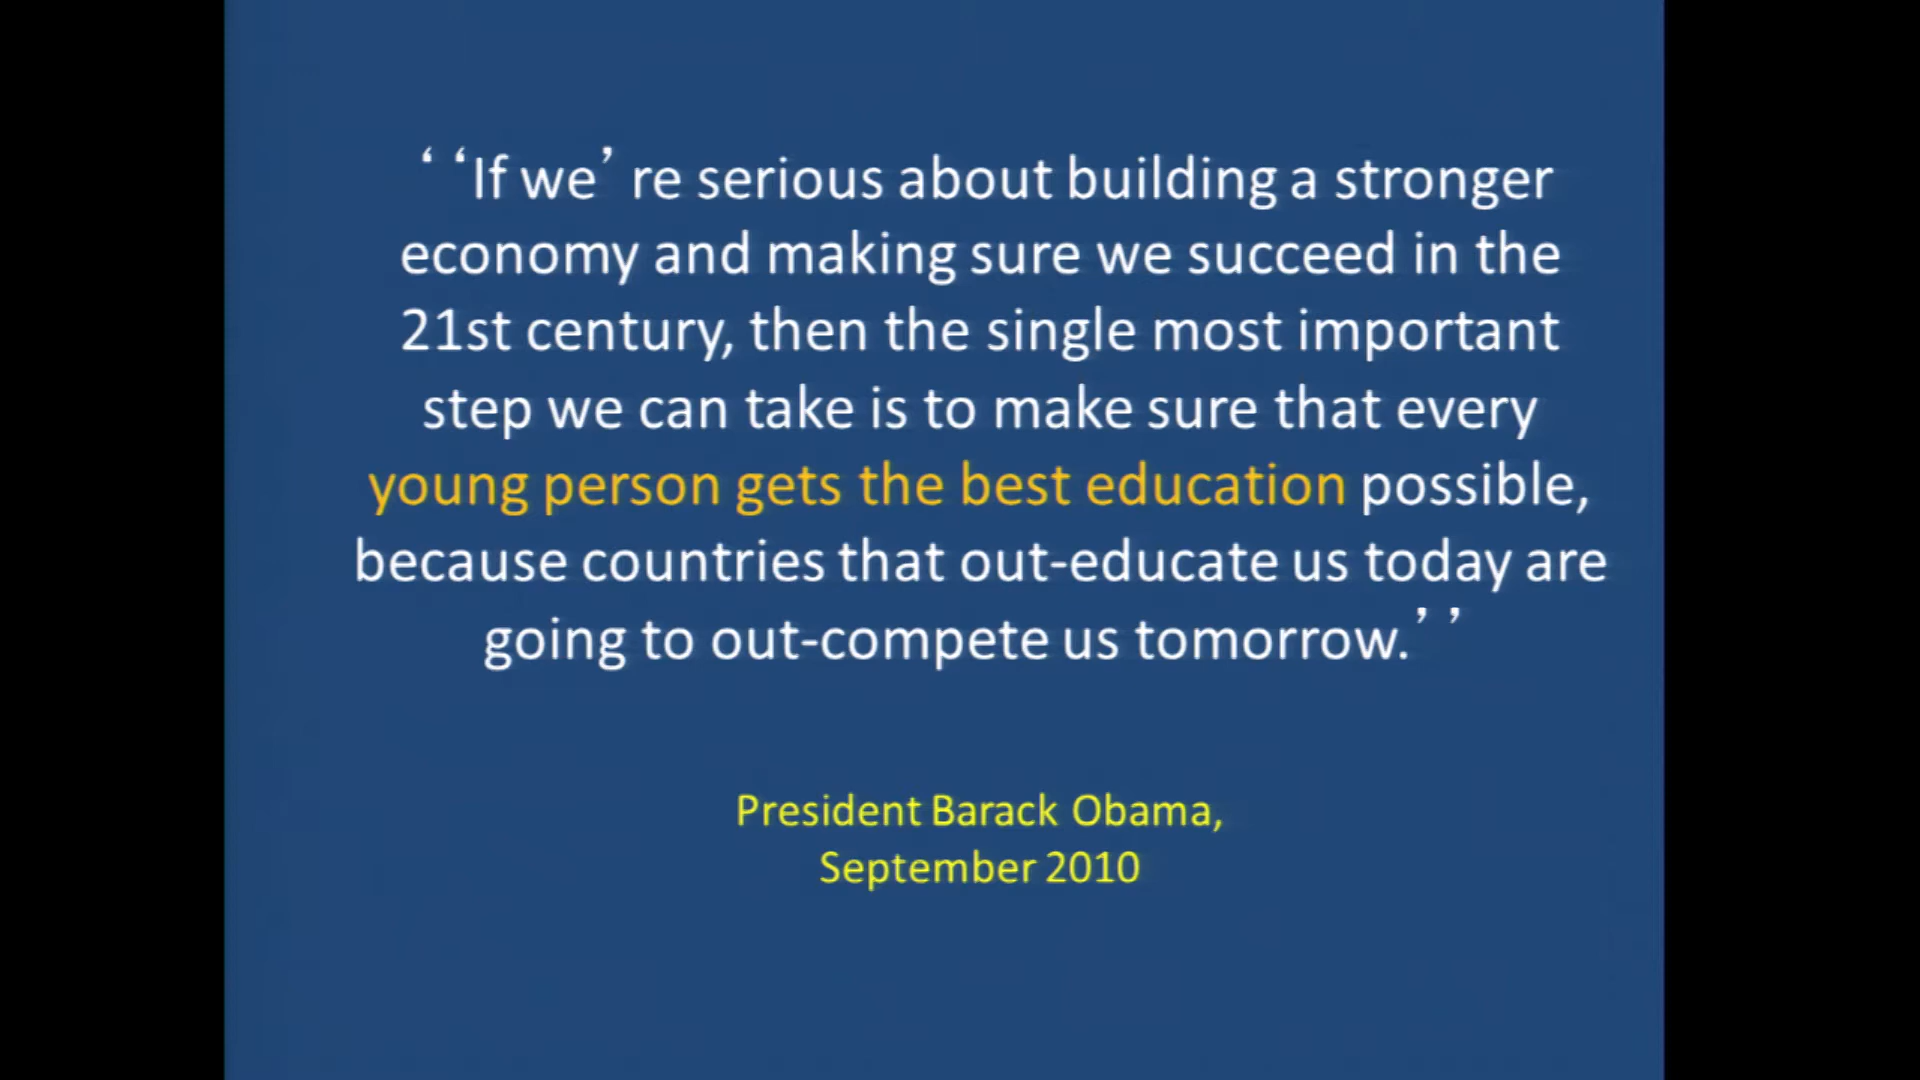 ‘‘If we’re serious about building a stronger
economy and making sure we succeed in the
21st century, then the single most important
step we can take is to make sure that every
young person gets the best education possible,
because countries that out-educate us today are
going to out-compete us tomorrow.’’
President Barack Obama,
September 2010